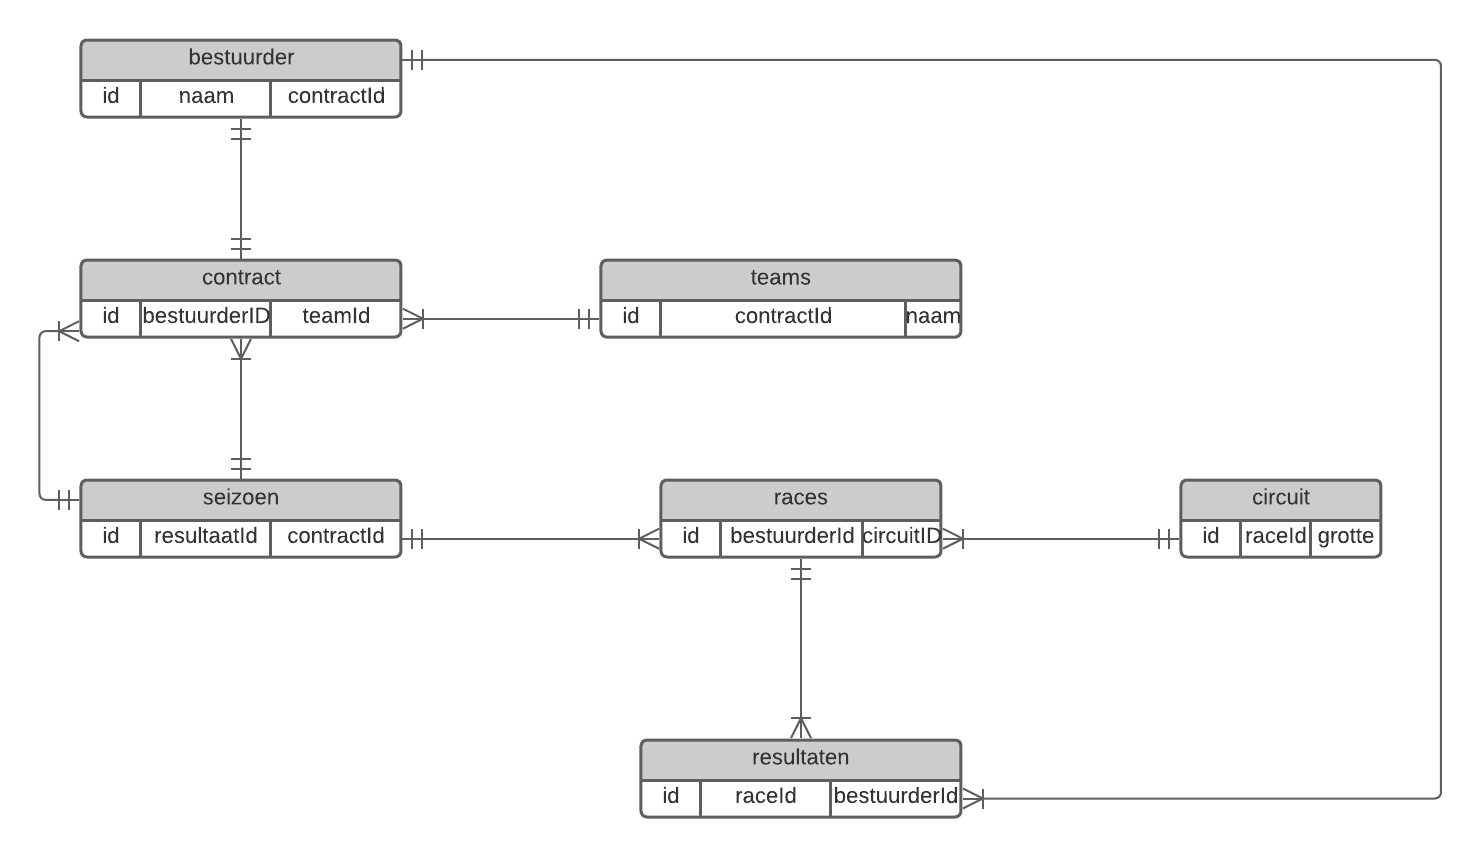 bestuurder
id naam contractId
contract
id bestuurderID teamId
teams
id contractId naam
seizoen
id resultaatId contractId
races
id bestuurderId circuitID
circuit
id raceId grotte
resultaten
id raceId bestuurderId